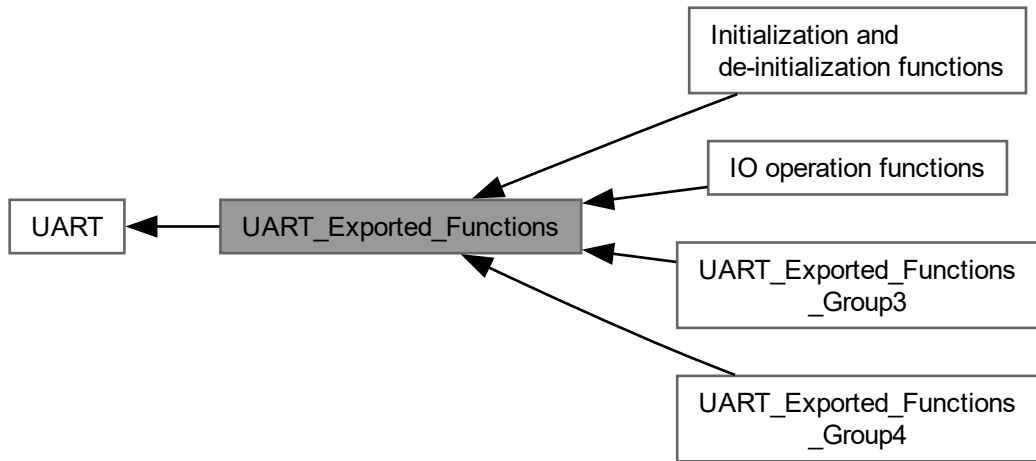 UART
UART_Exported_Functions
Initialization and
de-initialization functions
IO operation functions
UART_Exported_Functions
_Group3
UART_Exported_Functions
_Group4